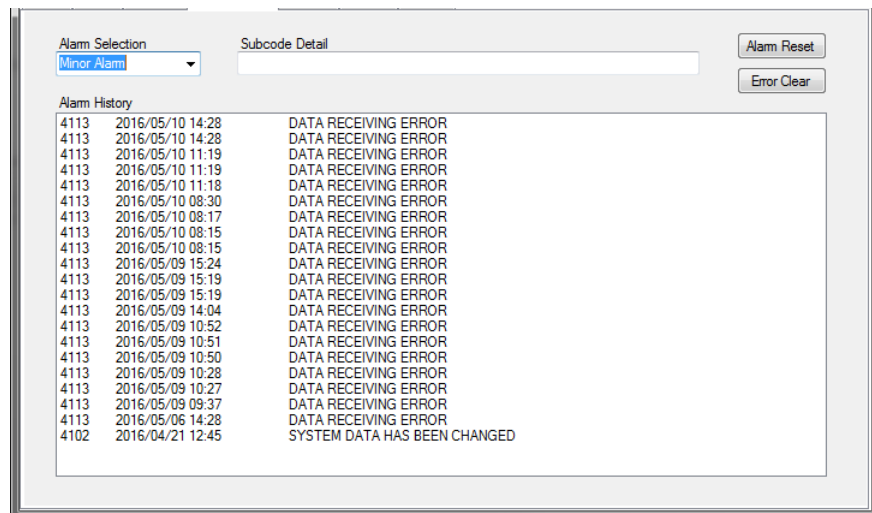 Alarm Selection Subcode Detail
Minor Alarm
Alarm Reset
Error Clear
Alarm History
4113 2016/05/10 14:28 DATA RECEIVING ERROR
4113 2016/05/10 14:28 DATA RECEIVING ERROR
4113 2016/05/10 11:19 DATA RECEIVING ERROR
4113 2016/05/10 11:19 DATA RECEIVING ERROR
4113 2016/05/10 11:18 DATA RECEIVING ERROR
4113 2016/05/10 08:30 DATA RECEIVING ERROR
4113 2016/05/10 08:17 DATA RECEIVING ERROR
4113 2016/05/10 08:15 DATA RECEIVING ERROR
4113 2016/05/10 08:15 DATA RECEIVING ERROR
4113 2016/05/09 15:24 DATA RECEIVING ERROR
4113 2016/05/09 15:19 DATA RECEIVING ERROR
4113 2016/05/09 15:19 DATA RECEIVING ERROR
4113 2016/05/09 14:04 DATA RECEIVING ERROR
4113 2016/05/09 10:52 DATA RECEIVING ERROR
4113 2016/05/09 10:51 DATA RECEIVING ERROR
4113 2016/05/09 10:50 DATA RECEIVING ERROR
4113 2016/05/09 10:28 DATA RECEIVING ERROR
4113 2016/05/09 10:27 DATA RECEIVING ERROR
4113 2016/05/09 09:37 DATA RECEIVING ERROR
4113 2016/05/06 14:28 DATA RECEIVING ERROR
4102 2016/04/21 12:45 SYSTEM DATA HAS BEEN CHANGED